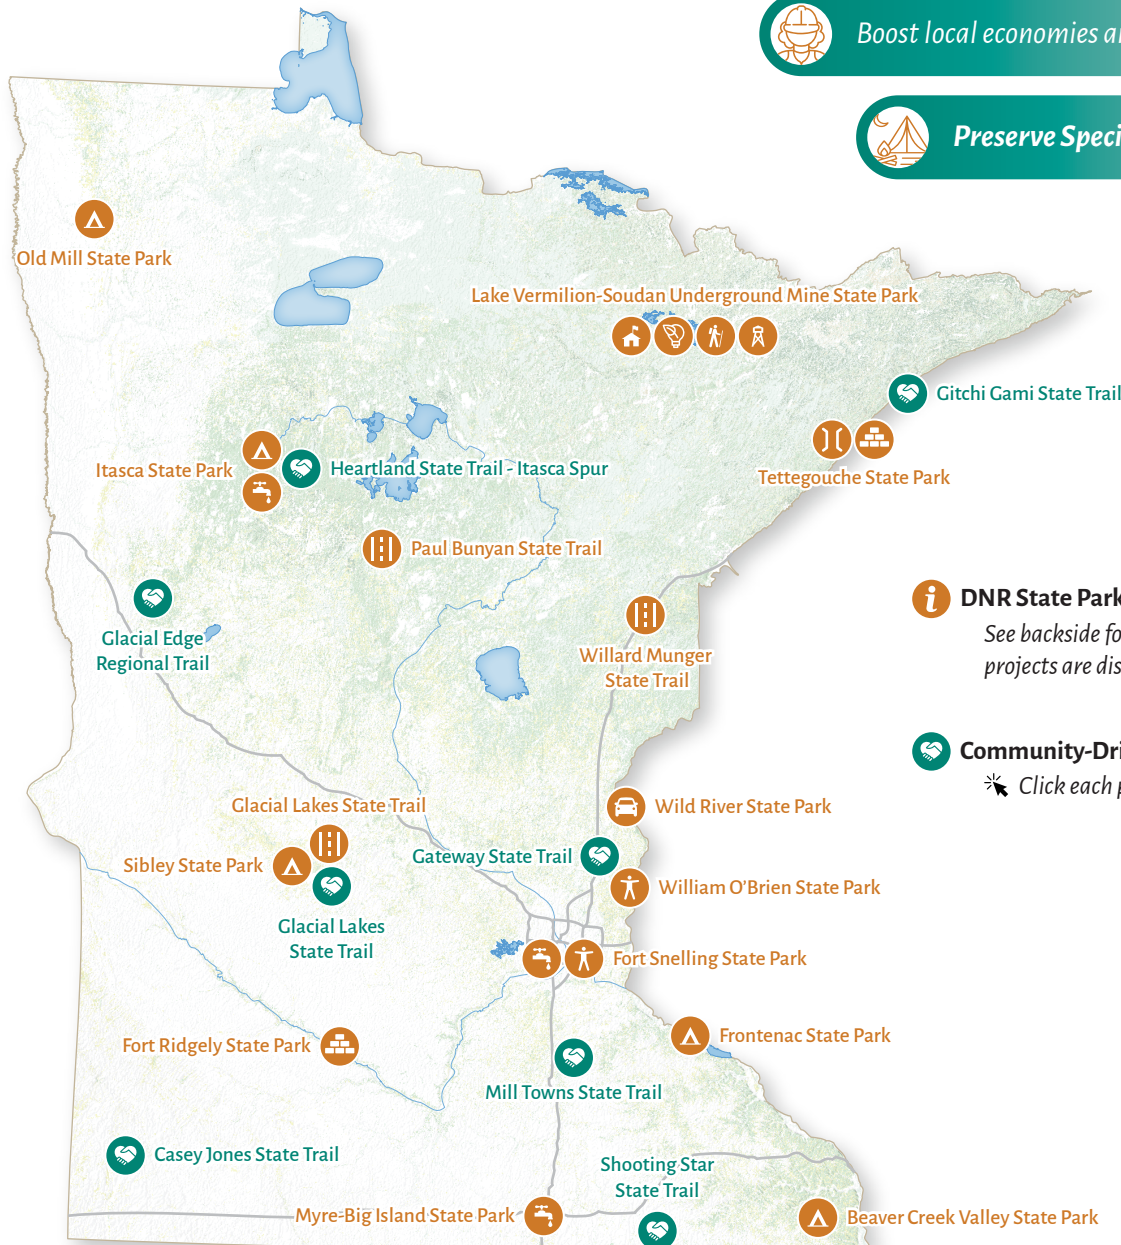 Boost local economies
Preserve
Old Mill State Park
Lake Vermilion-Soudan Underground Mine State Park
Gitchi Gami State Trail
Itasca State Park
Heartland State Trail - Itasca Spur
Tettegouche State Park
Paul Bunyan State Trail
DNR State Park
See backside
projects are
Glacial Edge
Regional Trail
Willard Munger
State Trail
Click each
Glacial Lakes State Trail
Wild River State Park
Gateway State Trail
Sibley State Park
William O'Brien State Park
Glacial Lakes
State Trail
Fort Snelling State Park
Fort Ridgely State Park
Frontenac State Park
Mill Towns State Trail
Casey Jones State Trail
Shooting Star
State Trail
Myre-Big Island State Park
Beaver Creek Valley State Park